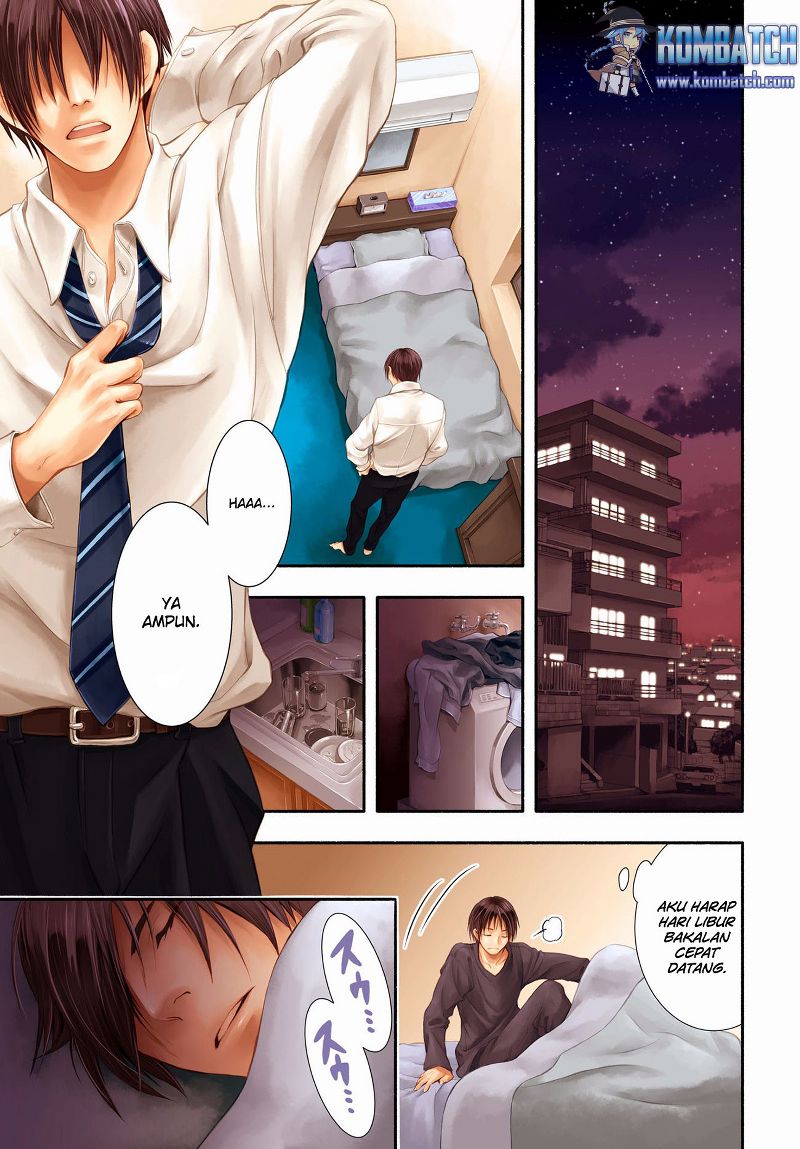 KOMBATCH
www.kombatch.com
HAAA...
YA
AMPUN.
AKU HARAP
HARI LIBUR
BAKALAN
CEPAT
DATANG.
スゥ…
スゥ…